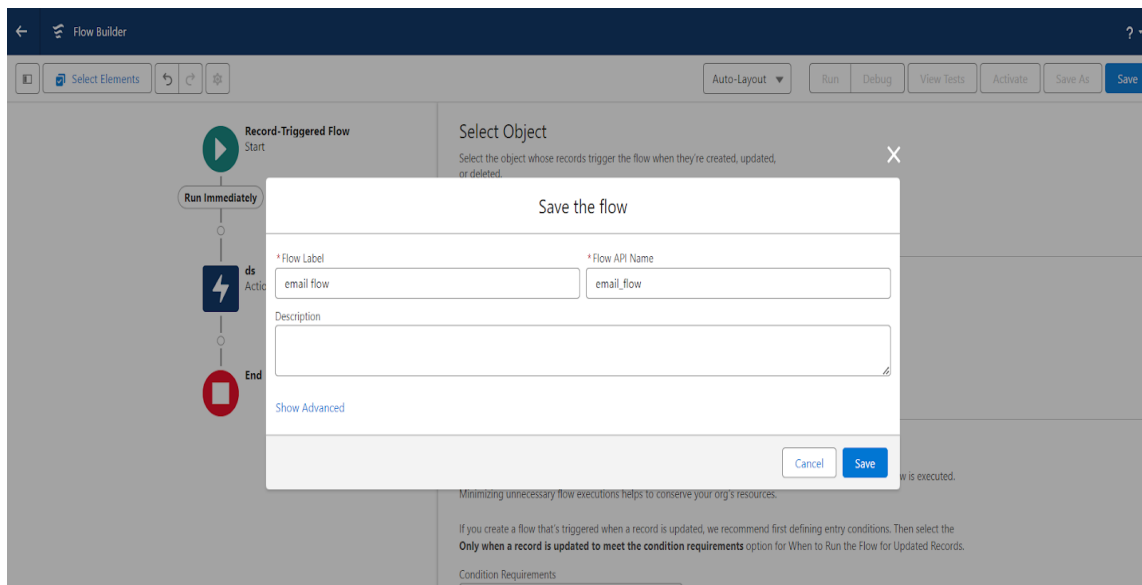 Flow Builder
?
Select Elements
Auto-Layout
Run
Debug
View Tests
Activate
Save As
Save
Record-Triggered Flow
Start
Run Immediately
ds
Actio
End
Select Object
Select the object whose records trigger the flow when they're created, updated,
or deleted.
Save the flow
*Flow Label
email flow
*Flow API Name
email_flow
Description
Show Advanced
Cancel
Save
w is executed.
Minimizing unnecessary flow executions helps to conserve your org's resources.
If you create a flow that's triggered when a record is updated, we recommend first defining entry conditions. Then select the
Only when a record is updated to meet the condition requirements option for When to Run the Flow for Updated Records.
Condition Requirements